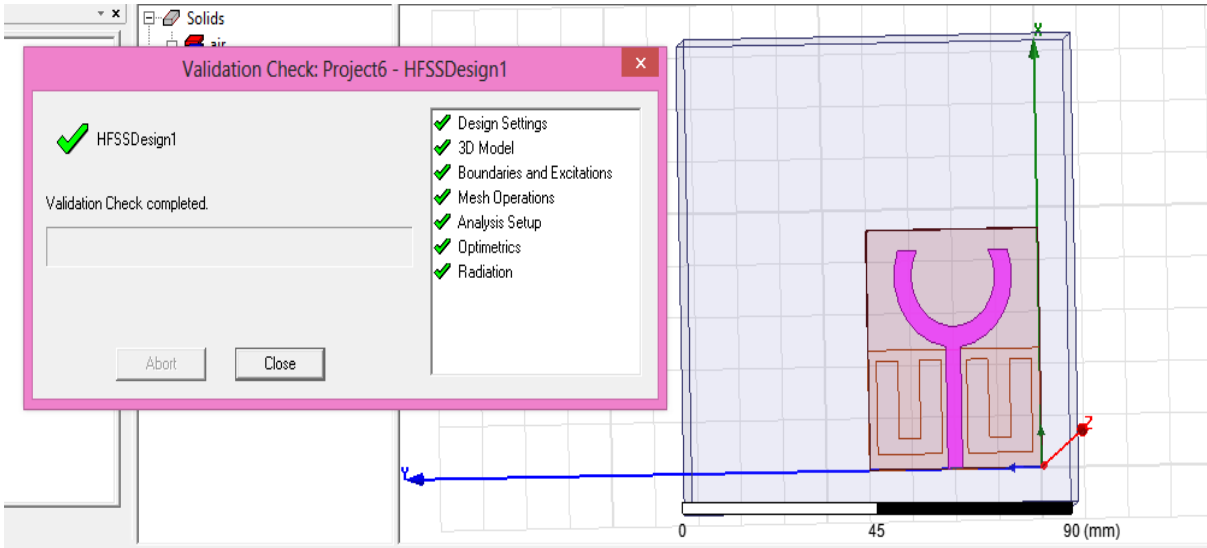 x
Solids
air
Validation Check: Project6 - HFSSDesign1
x
HFSSDesign1
Validation Check completed.
Abort
Close
Design Settings
3D Model
Boundaries and Excitations
Mesh Operations
Analysis Setup
Optimetrics
Radiation
X
Z
Y
0
45
90 (mm)